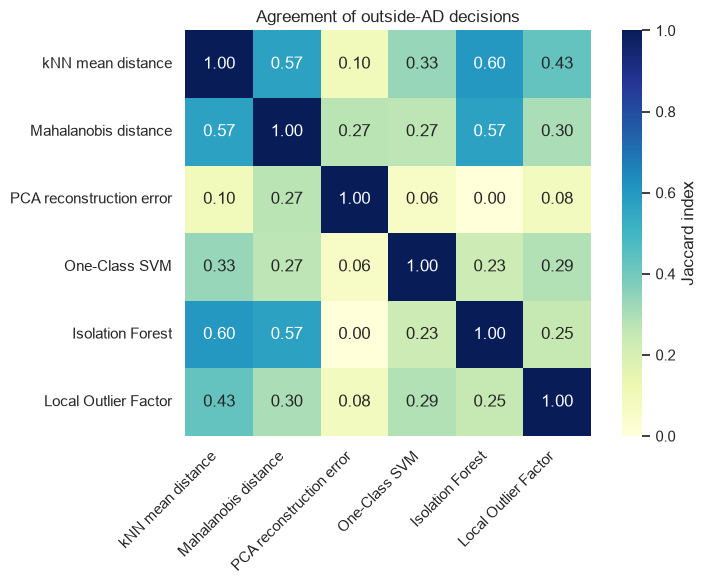 Agreement of outside-AD decisions
kNN mean distance 1.00 0.57 0.10 0.33 0.60 0.43
Mahalanobis distance 0.57 1.00 0.27 0.27 0.57 0.30
PCA reconstruction error 0.10 0.27 1.00 0.06 0.00 0.08
One-Class SVM 0.33 0.27 0.06 1.00 0.23 0.29
Isolation Forest 0.60 0.57 0.00 0.23 1.00 0.25
Local Outlier Factor 0.43 0.30 0.08 0.29 0.25 1.00
kNN mean distance
Mahalanobis distance
PCA reconstruction error
One-Class SVM
Isolation Forest
Local Outlier Factor
1.0
0.8
0.6
0.4
0.2
0.0
Jaccard index